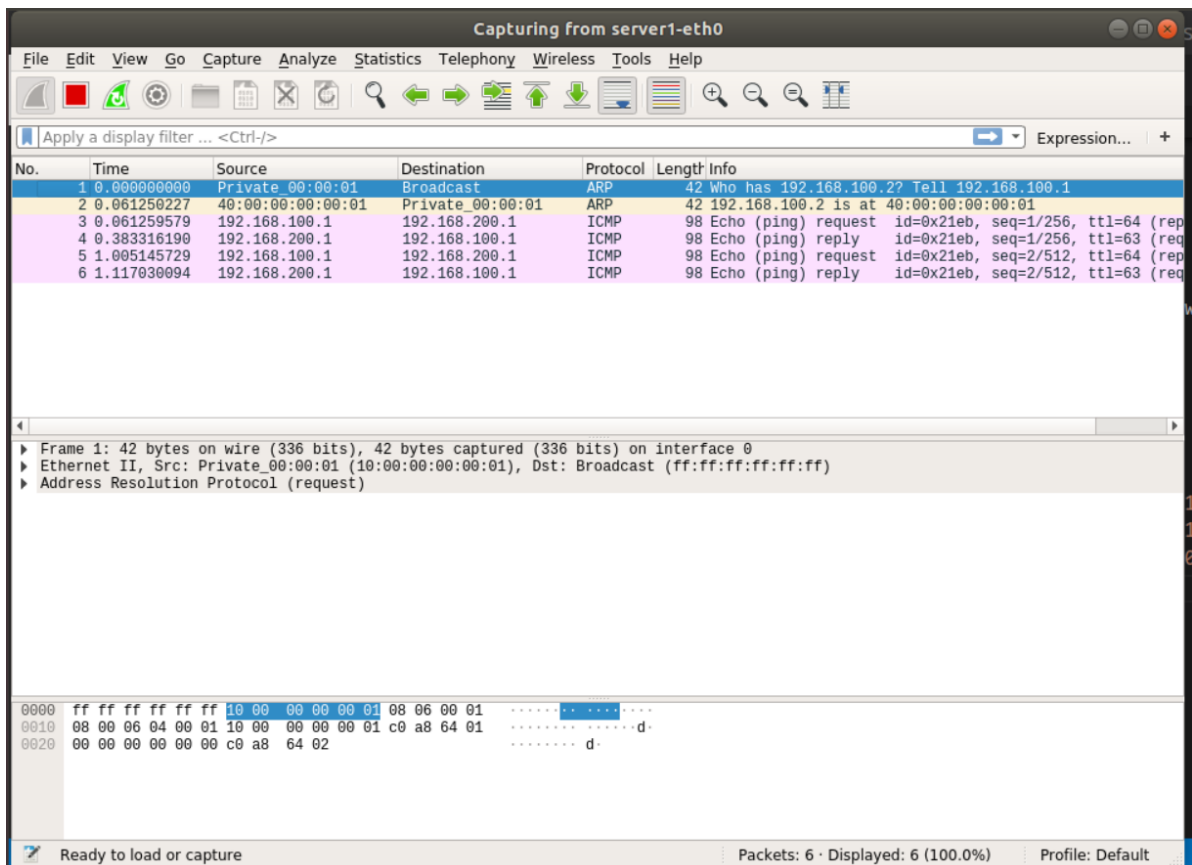 Capturing from server1-eth0
File Edit View Go Capture Analyze Statistics Telephony Wireless Tools Help
Apply a display filter ... <Ctrl-/> Expression... +
No. Time Source Destination Protocol Length Info
1 0.000000000 Private_00:00:01 Broadcast ARP 42 Who has 192.168.100.2? Tell 192.168.100.1
2 0.061250227 40:00:00:00:00:01 Private_00:00:01 ARP 42 192.168.100.2 is at 40:00:00:00:00:01
3 0.061259579 192.168.100.1 192.168.200.1 ICMP 98 Echo (ping) request id=0x21eb, seq=1/256, ttl=64 (rep
4 0.383316190 192.168.200.1 192.168.100.1 ICMP 98 Echo (ping) reply id=0x21eb, seq=1/256, ttl=63 (req
5 1.005145729 192.168.100.1 192.168.200.1 ICMP 98 Echo (ping) request id=0x21eb, seq=2/512, ttl=64 (rep
6 1.117030094 192.168.200.1 192.168.100.1 ICMP 98 Echo (ping) reply id=0x21eb, seq=2/512, ttl=63 (req
Frame 1: 42 bytes on wire (336 bits), 42 bytes captured (336 bits) on interface 0
Ethernet II, Src: Private_00:00:01 (10:00:00:00:00:01), Dst: Broadcast (ff:ff:ff:ff:ff:ff)
Address Resolution Protocol (request)
0000 ff ff ff ff ff ff 10 00 00 00 00 01 08 06 00 01 ················
0010 08 00 06 04 00 01 10 00 00 00 00 01 c0 a8 64 01 ··············d·
0020 00 00 00 00 00 00 c0 a8 64 02 ········d·
Ready to load or capture Packets: 6 · Displayed: 6 (100.0%) Profile: Default